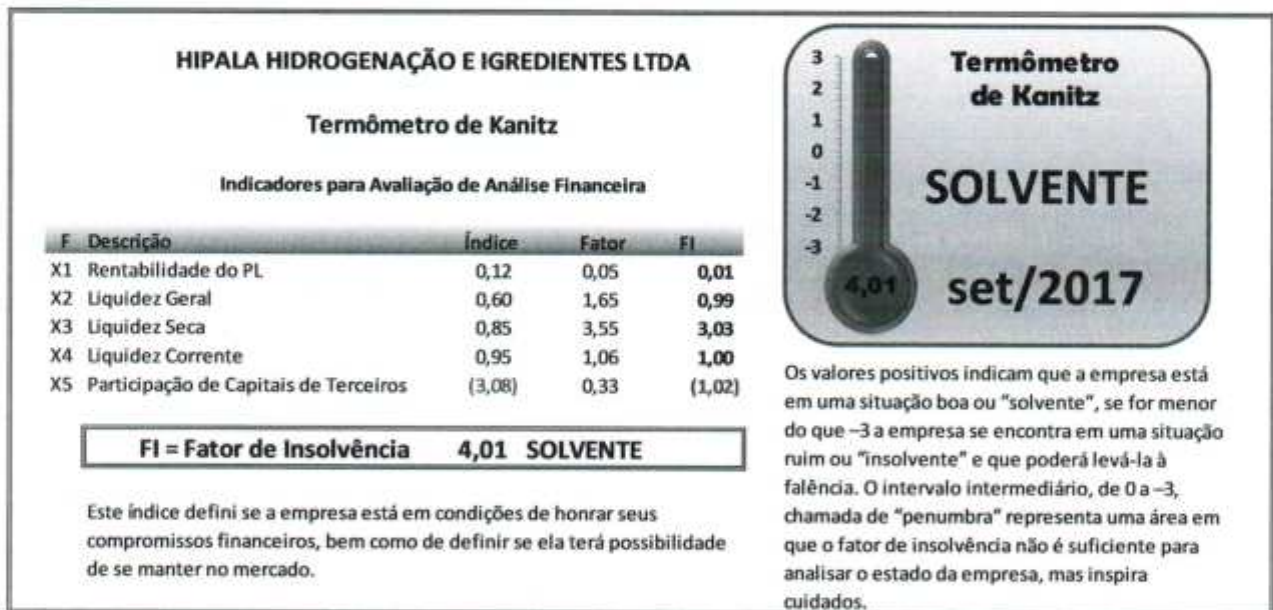 HIPALA HIDROGENAÇÃO E IGREDIENTES LTDA
Termômetro de Kanitz
Indicadores para Avaliação de Análise Financeira
F Descrição Índice Fator FI
X1 Rentabilidade do PL 0,12 0,05 0,01
X2 Liquidez Geral 0,60 1,65 0,99
X3 Liquidez Seca 0,85 3,55 3,03
X4 Liquidez Corrente 0,95 1,06 1,00
X5 Participação de Capitais de Terceiros (3,08) 0,33 (1,02)
FI = Fator de Insolvência 4,01 SOLVENTE
Este índice defini se a empresa está em condições de honrar seus
compromissos financeiros, bem como de definir se ela terá possibilidade
de se manter no mercado.
3
2
1
0
-1
-2
-3
4,01
Termômetro
de Kanitz
SOLVENTE
set/2017
Os valores positivos indicam que a empresa está
em uma situação boa ou "solvente", se for menor
do que –3 a empresa se encontra em uma situação
ruim ou "insolvente" e que poderá levá-la à
falência. O intervalo intermediário, de 0 a –3,
chamada de "penumbra" representa uma área em
que o fator de insolvência não é suficiente para
analisar o estado da empresa, mas inspira
cuidados.